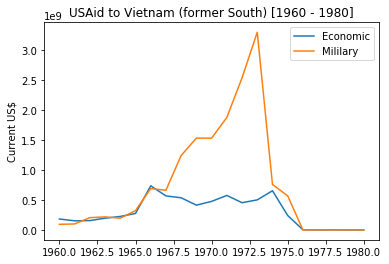 USAid to Vietnam (former South) [1960 - 1980]
1e9
Economic
Mililary
Current US$
3.0
2.5
2.0
1.5
1.0
0.5
0.0
1960.0 1962.5 1965.0 1967.5 1970.0 1972.5 1975.0 1977.5 1980.0